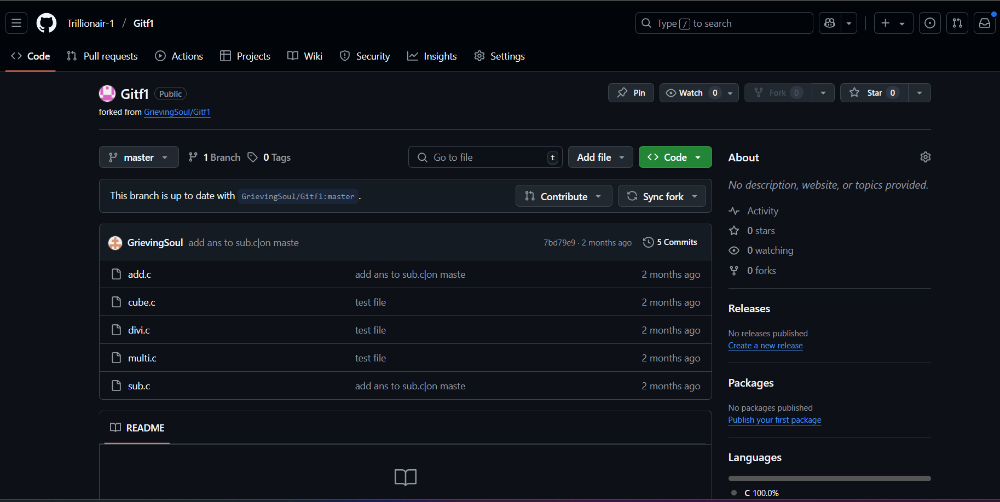 Trillionair-1 / Gitf1
Type / to search
Code Pull requests Actions Projects Wiki Security Insights Settings
Gitf1 Public
Pin Watch 0 Fork 0 Star 0
forked from GrievingSoul/Gitf1
master 1 Branch 0 Tags Go to file t Add file Code
This branch is up to date with GrievingSoul/Gitf1:master .
Contribute Sync fork
GrievingSoul add ans to sub.c|on maste 7bd79e9 · 2 months ago 5 Commits
add.c add ans to sub.c|on maste 2 months ago
cube.c test file 2 months ago
divi.c test file 2 months ago
multi.c test file 2 months ago
sub.c add ans to sub.c|on maste 2 months ago
README
About
No description, website, or topics provided.
Activity
0 stars
0 watching
0 forks
Releases
No releases published
Create a new release
Packages
No packages published
Publish your first package
Languages
C 100.0%